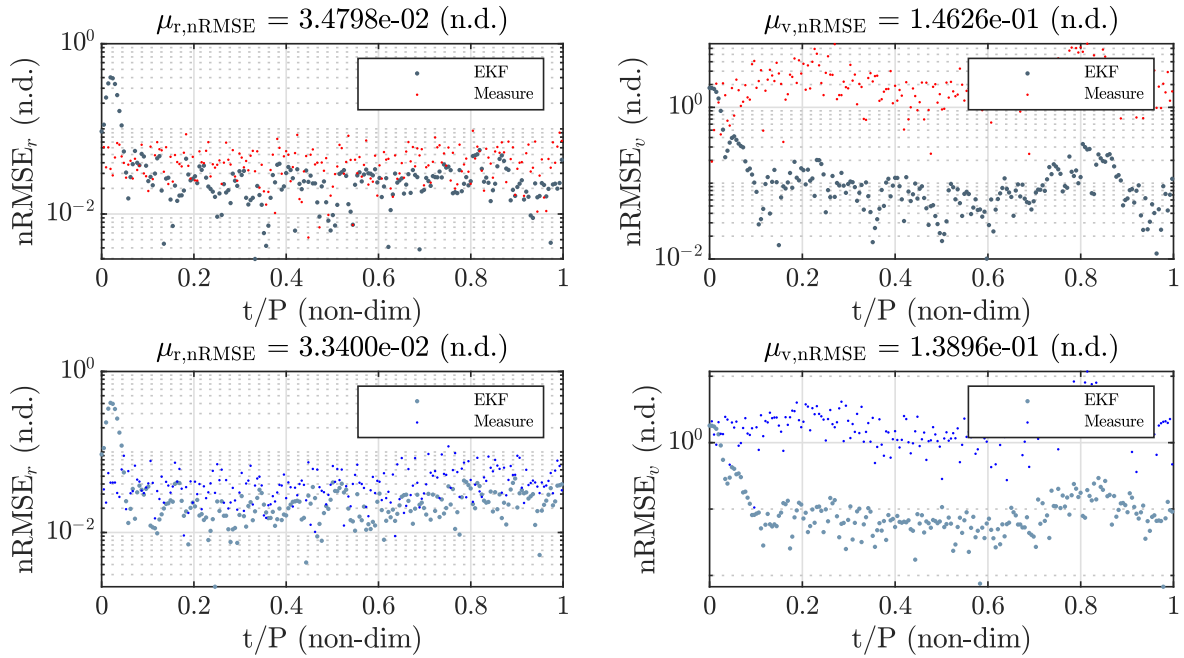 μr,nRMSE = 3.4798e-02 (n.d.)
nRMSEr (n.d.)
10^0
10^-2
EKF
Measure
0 0.2 0.4 0.6 0.8 1
t/P (non-dim)
μv,nRMSE = 1.4626e-01 (n.d.)
nRMSEv (n.d.)
10^0
10^-2
EKF
Measure
0 0.2 0.4 0.6 0.8 1
t/P (non-dim)
μr,nRMSE = 3.3400e-02 (n.d.)
nRMSEr (n.d.)
10^0
10^-2
EKF
Measure
0 0.2 0.4 0.6 0.8 1
t/P (non-dim)
μv,nRMSE = 1.3896e-01 (n.d.)
nRMSEv (n.d.)
10^0
EKF
Measure
0 0.2 0.4 0.6 0.8 1
t/P (non-dim)